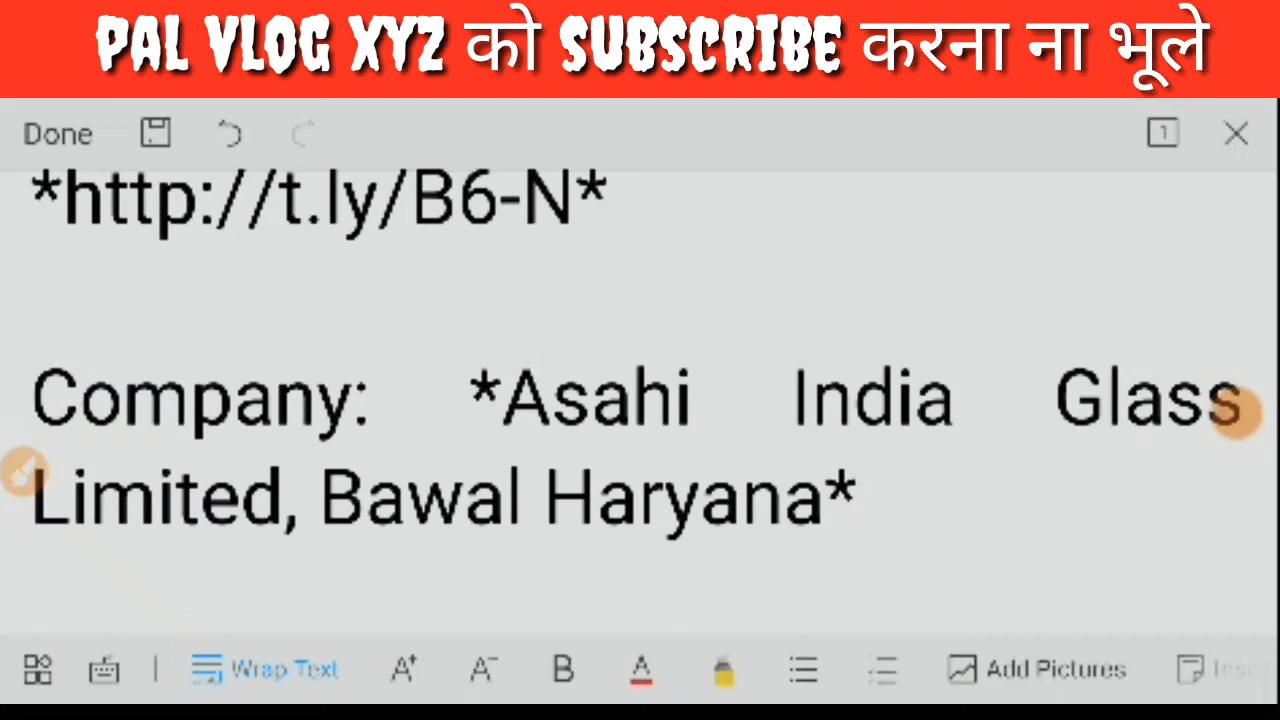 PAL VLOG XYZ को SUBSCRIBE करना ना भूले
Done 1
*http://t.ly/B6-N*
Company: *Asahi India Glass
Limited, Bawal Haryana*
Wrap Text A+ A- B A Add Pictures